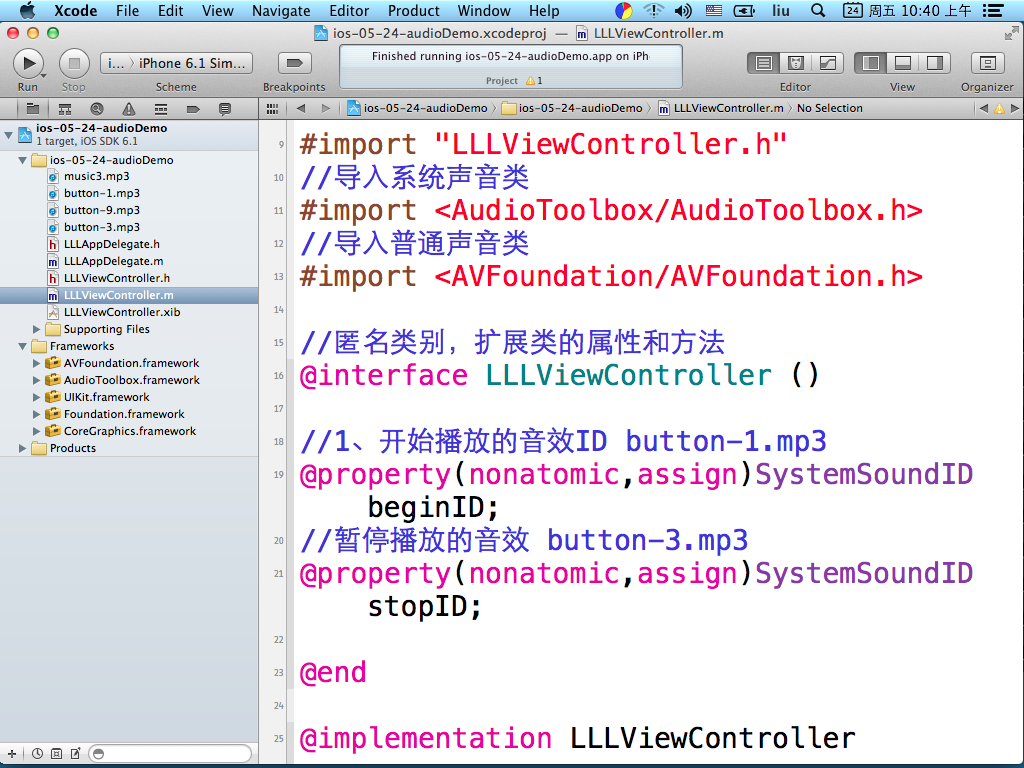 Xcode File Edit View Navigate Editor Product Window Help liu 24 周五 10:40 上午
ios-05-24-audioDemo.xcodeproj — LLLViewController.m
i... 〉 iPhone 6.1 Sim...
Finished running ios-05-24-audioDemo.app on iPh
Project 1
Run Stop Scheme Breakpoints Editor View Organizer
ios-05-24-audioDemo 〉 ios-05-24-audioDemo 〉 LLLViewController.m 〉 No Selection
ios-05-24-audioDemo
1 target, iOS SDK 6.1
ios-05-24-audioDemo
music3.mp3
button-1.mp3
button-9.mp3
button-3.mp3
LLLAppDelegate.h
LLLAppDelegate.m
LLLViewController.h
LLLViewController.m
LLLViewController.xib
Supporting Files
Frameworks
AVFoundation.framework
AudioToolbox.framework
UIKit.framework
Foundation.framework
CoreGraphics.framework
Products
9 #import "LLLViewController.h"
10 //导入系统声音类
11 #import <AudioToolbox/AudioToolbox.h>
12 //导入普通声音类
13 #import <AVFoundation/AVFoundation.h>
14
15 //匿名类别，扩展类的属性和方法
16 @interface LLLViewController ()
17
18 //1、开始播放的音效ID button-1.mp3
19 @property(nonatomic,assign)SystemSoundID
beginID;
20 //暂停播放的音效 button-3.mp3
21 @property(nonatomic,assign)SystemSoundID
stopID;
22
23 @end
24
25 @implementation LLLViewController